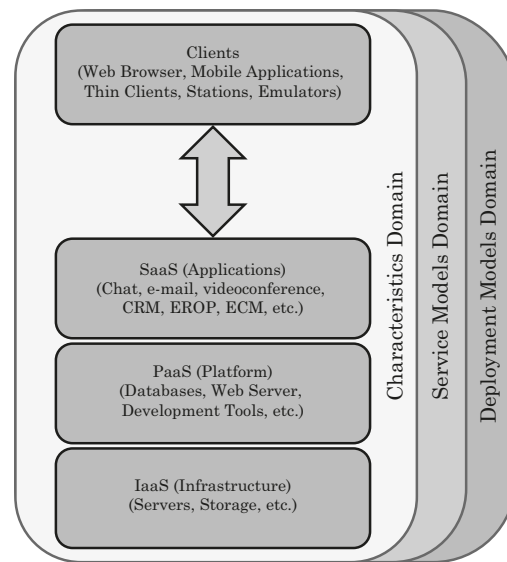 Clients
(Web Browser, Mobile Applications,
Thin Clients, Stations, Emulators)
SaaS (Applications)
(Chat, e-mail, videoconference,
CRM, EROP, ECM, etc.)
PaaS (Platform)
(Databases, Web Server,
Development Tools, etc.)
IaaS (Infrastructure)
(Servers, Storage, etc.)
Characteristics Domain
Service Models Domain
Deployment Models Domain